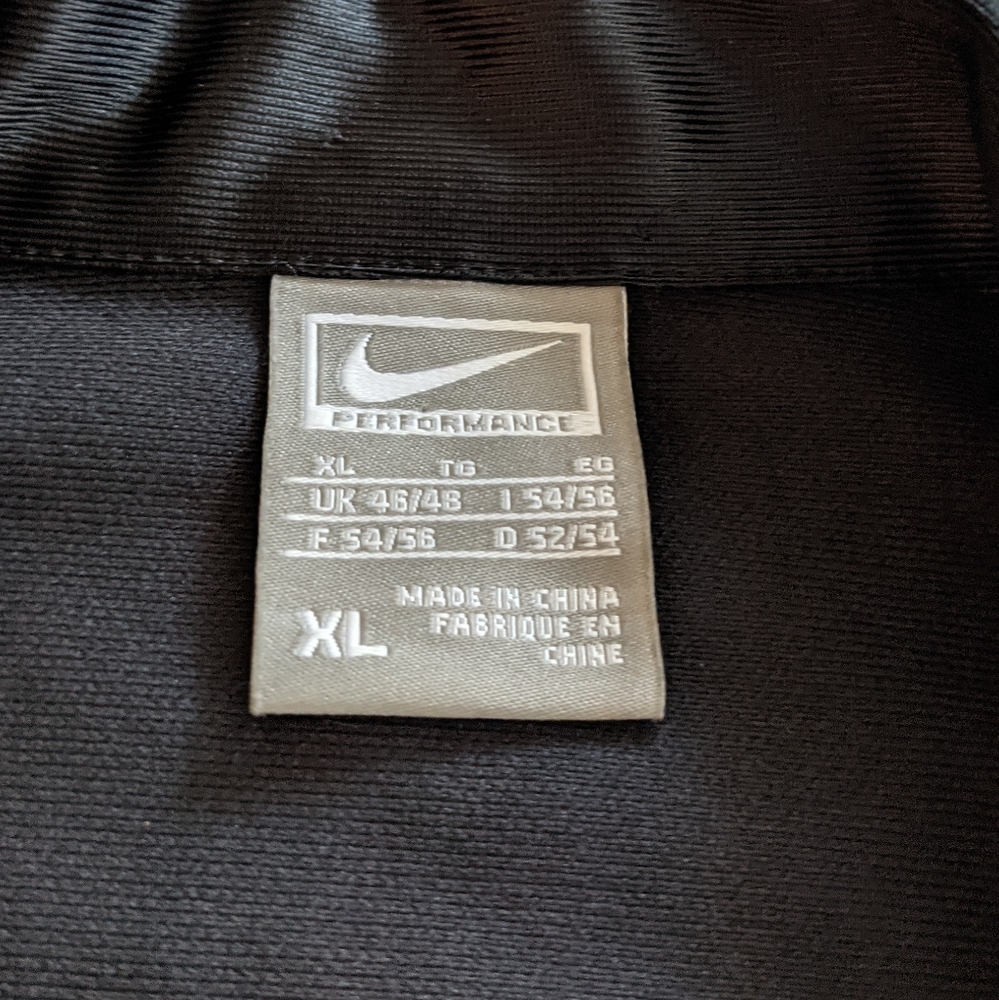 PERFORMANCE
XL TG EG
UK 46/48 I 54/56
F 54/56 D 52/54
XL
MADE IN CHINA
FABRIQUE EN
CHINE